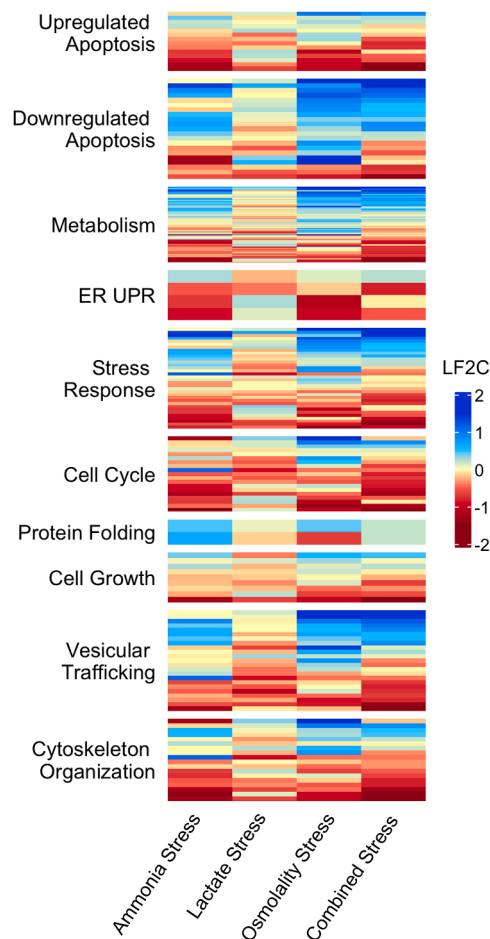 Upregulated
Apoptosis
Downregulated
Apoptosis
Metabolism
ER UPR
Stress
Response
LF2C
2
1
0
-1
-2
Cell Cycle
Protein Folding
Cell Growth
Vesicular
Trafficking
Cytoskeleton
Organization
Ammonia Stress
Lactate Stress
Osmolality Stress
Combined Stress